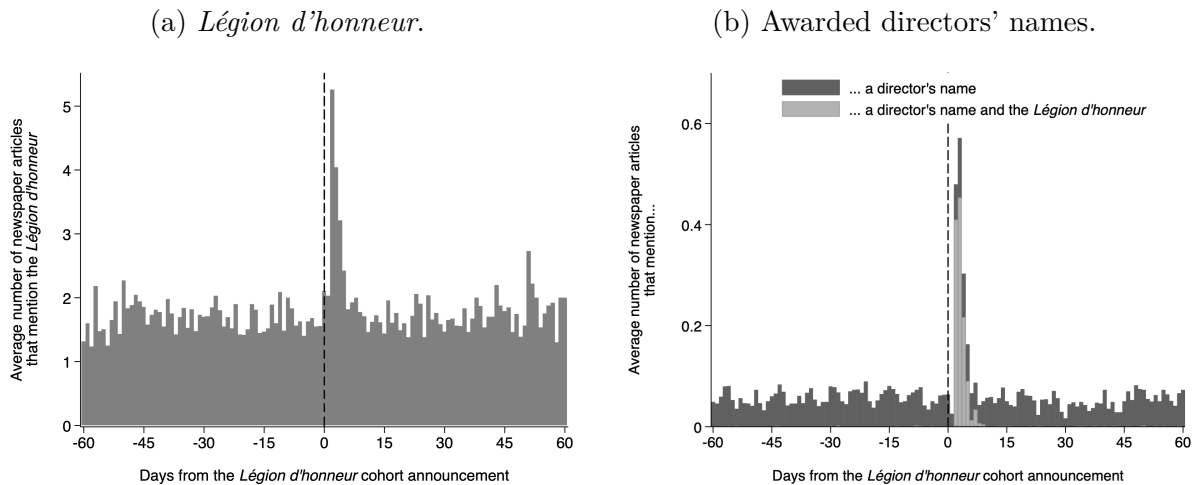 (a) Légion d'honneur.
Average number of newspaper articles
that mention the Légion d'honneur
5
4
3
2
1
0
-60 -45 -30 -15 0 15 30 45 60
Days from the Légion d'honneur cohort announcement
(b) Awarded directors' names.
... a director's name
... a director's name and the Légion d'honneur
Average number of newspaper articles
that mention...
0.6
0.4
0.2
0
-60 -45 -30 -15 0 15 30 45 60
Days from the Légion d'honneur cohort announcement